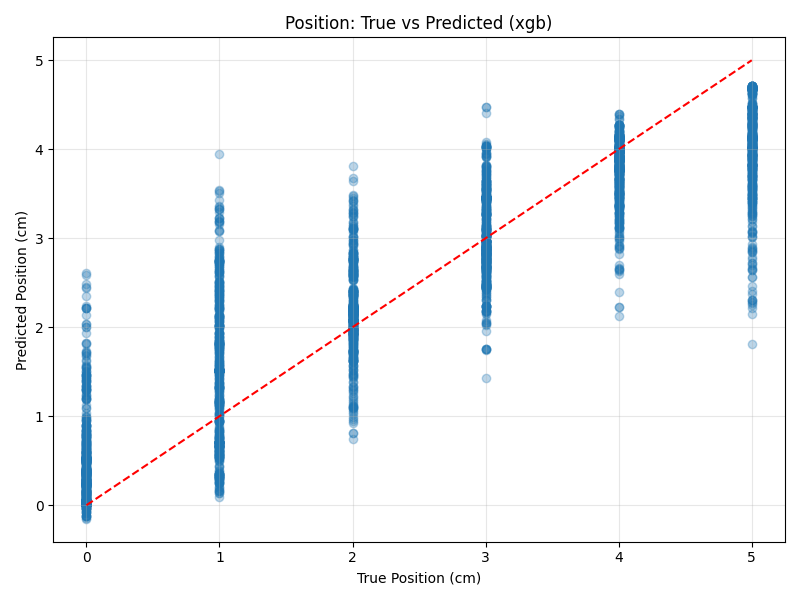 Position: True vs Predicted (xgb)
Predicted Position (cm)
5
4
3
2
1
0
0 1 2 3 4 5
True Position (cm)